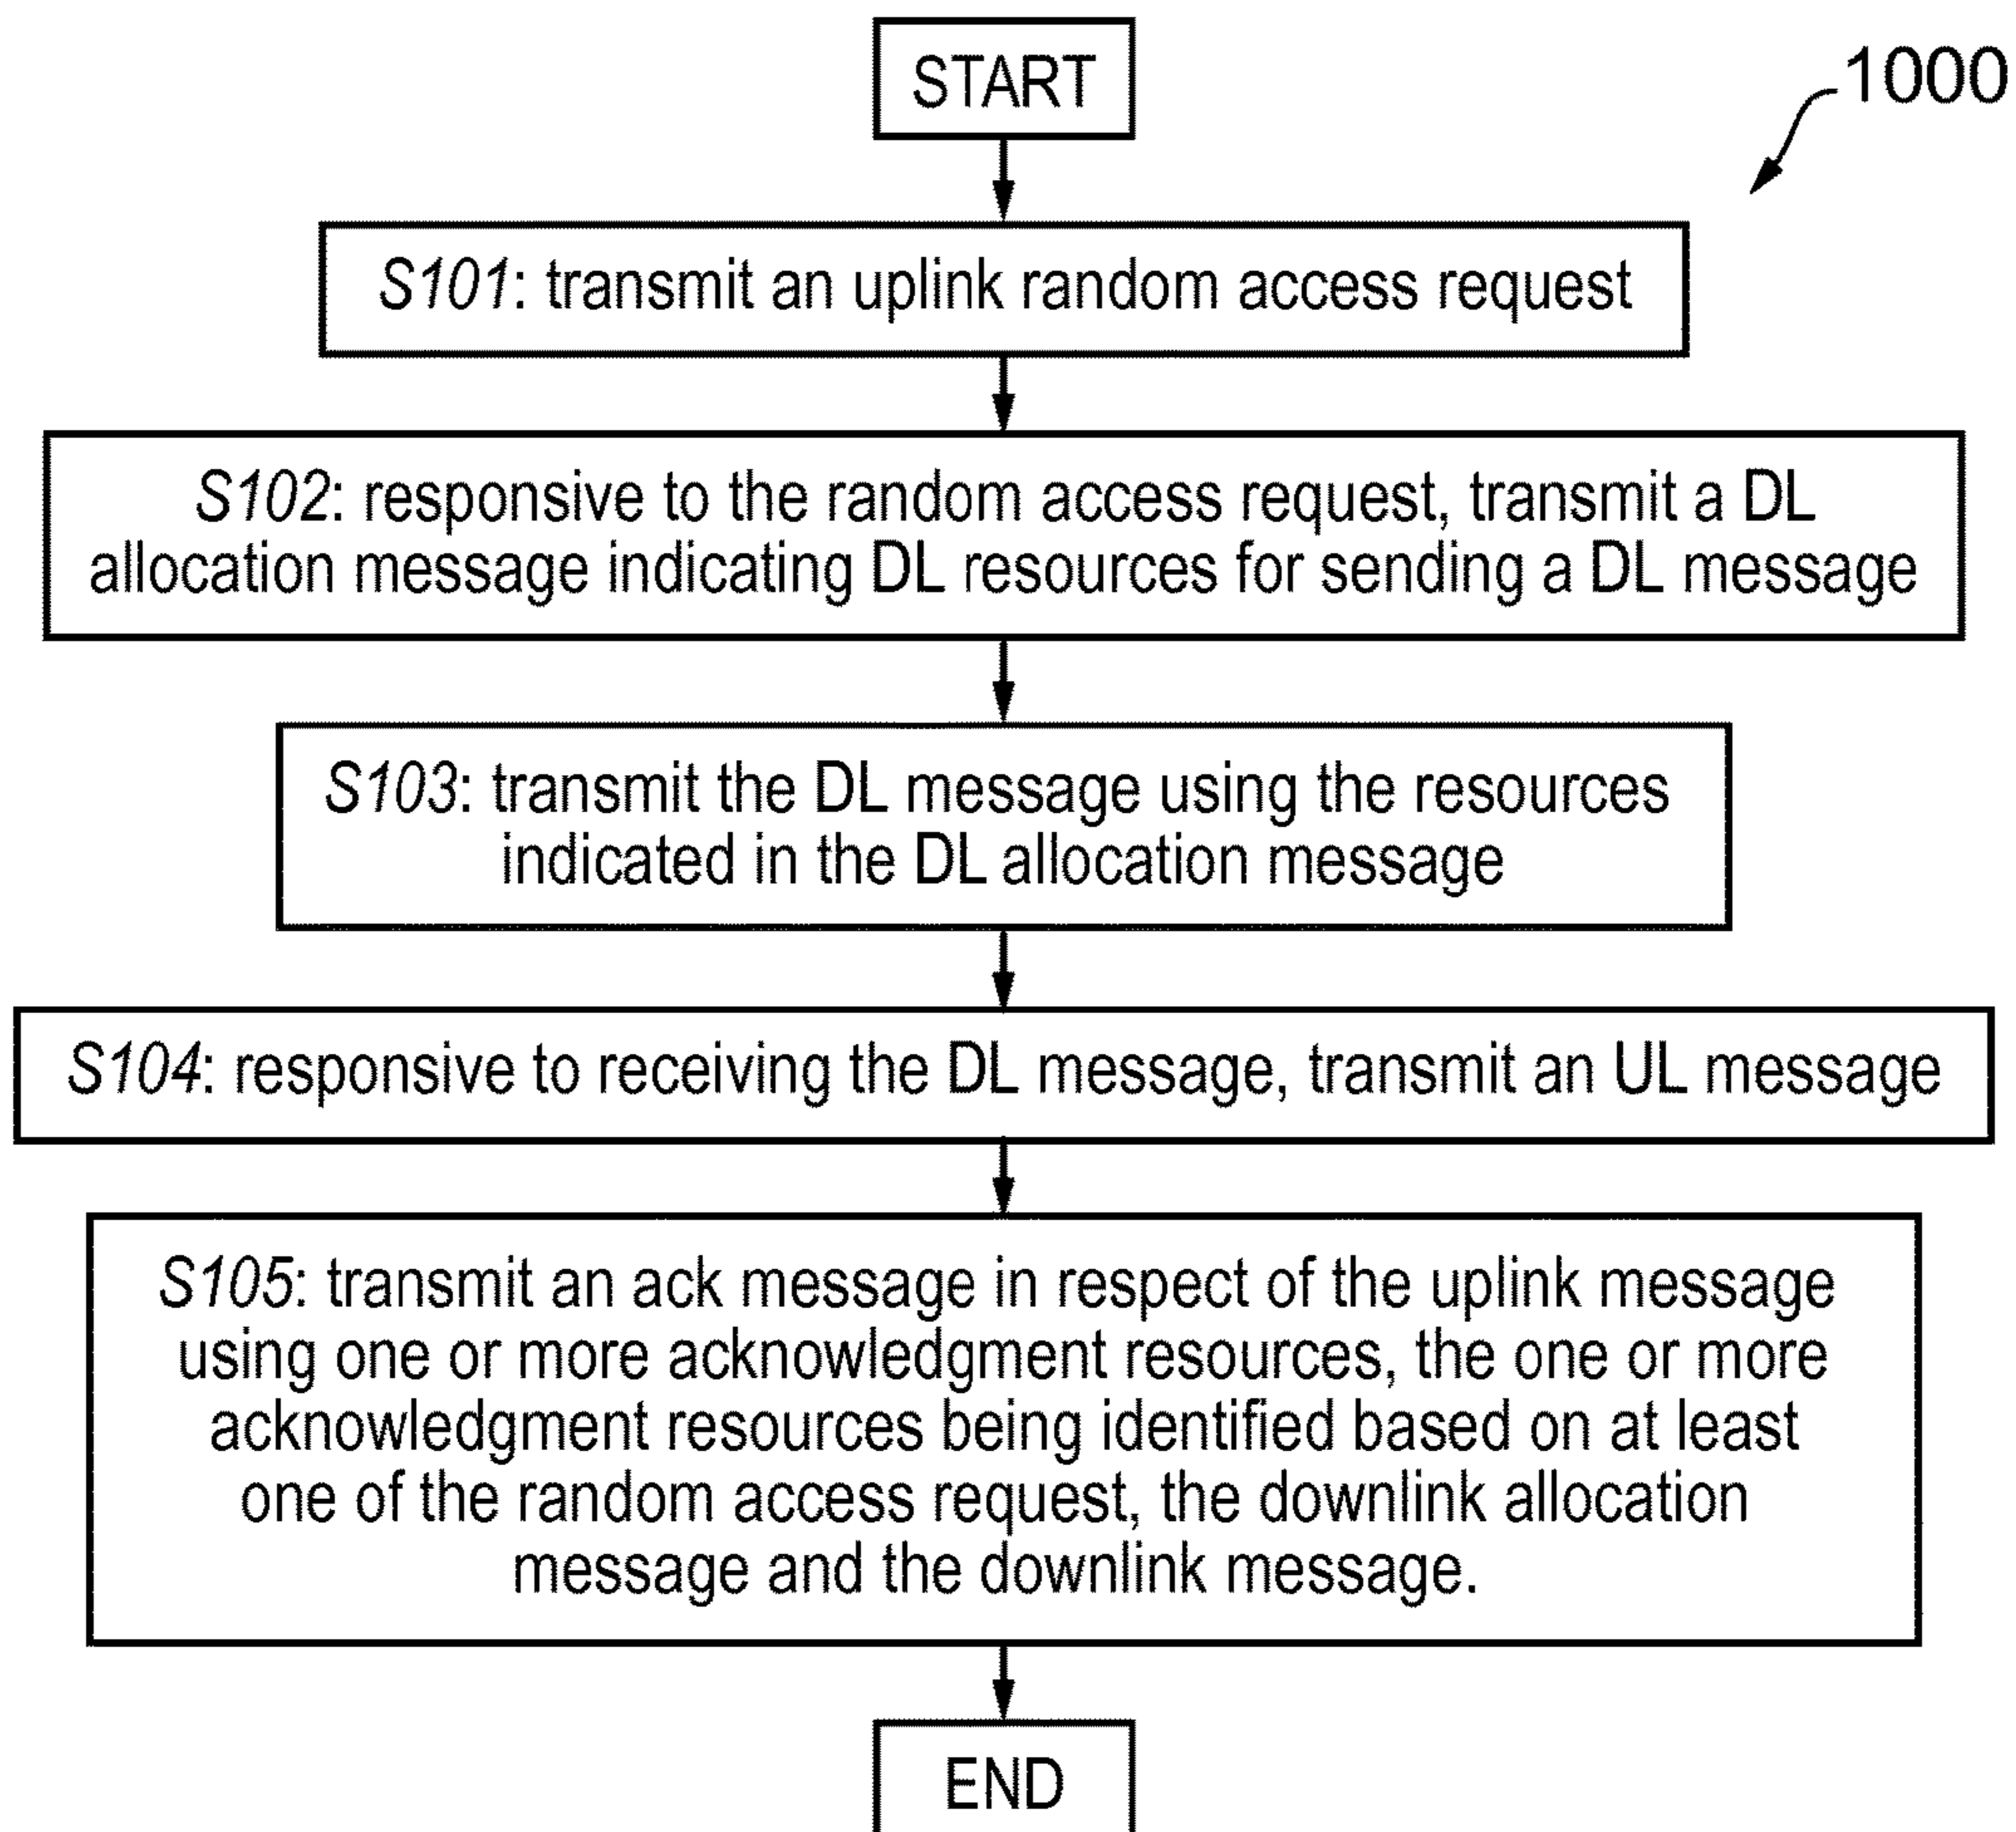 START
1000
S101: transmit an uplink random access request
S102: responsive to the random access request, transmit a DL
allocation message indicating DL resources for sending a DL message
S103: transmit the DL message using the resources
indicated in the DL allocation message
S104: responsive to receiving the DL message, transmit an UL message
S105: transmit an ack message in respect of the uplink message
using one or more acknowledgment resources, the one or more
acknowledgment resources being identified based on at least
one of the random access request, the downlink allocation
message and the downlink message.
END